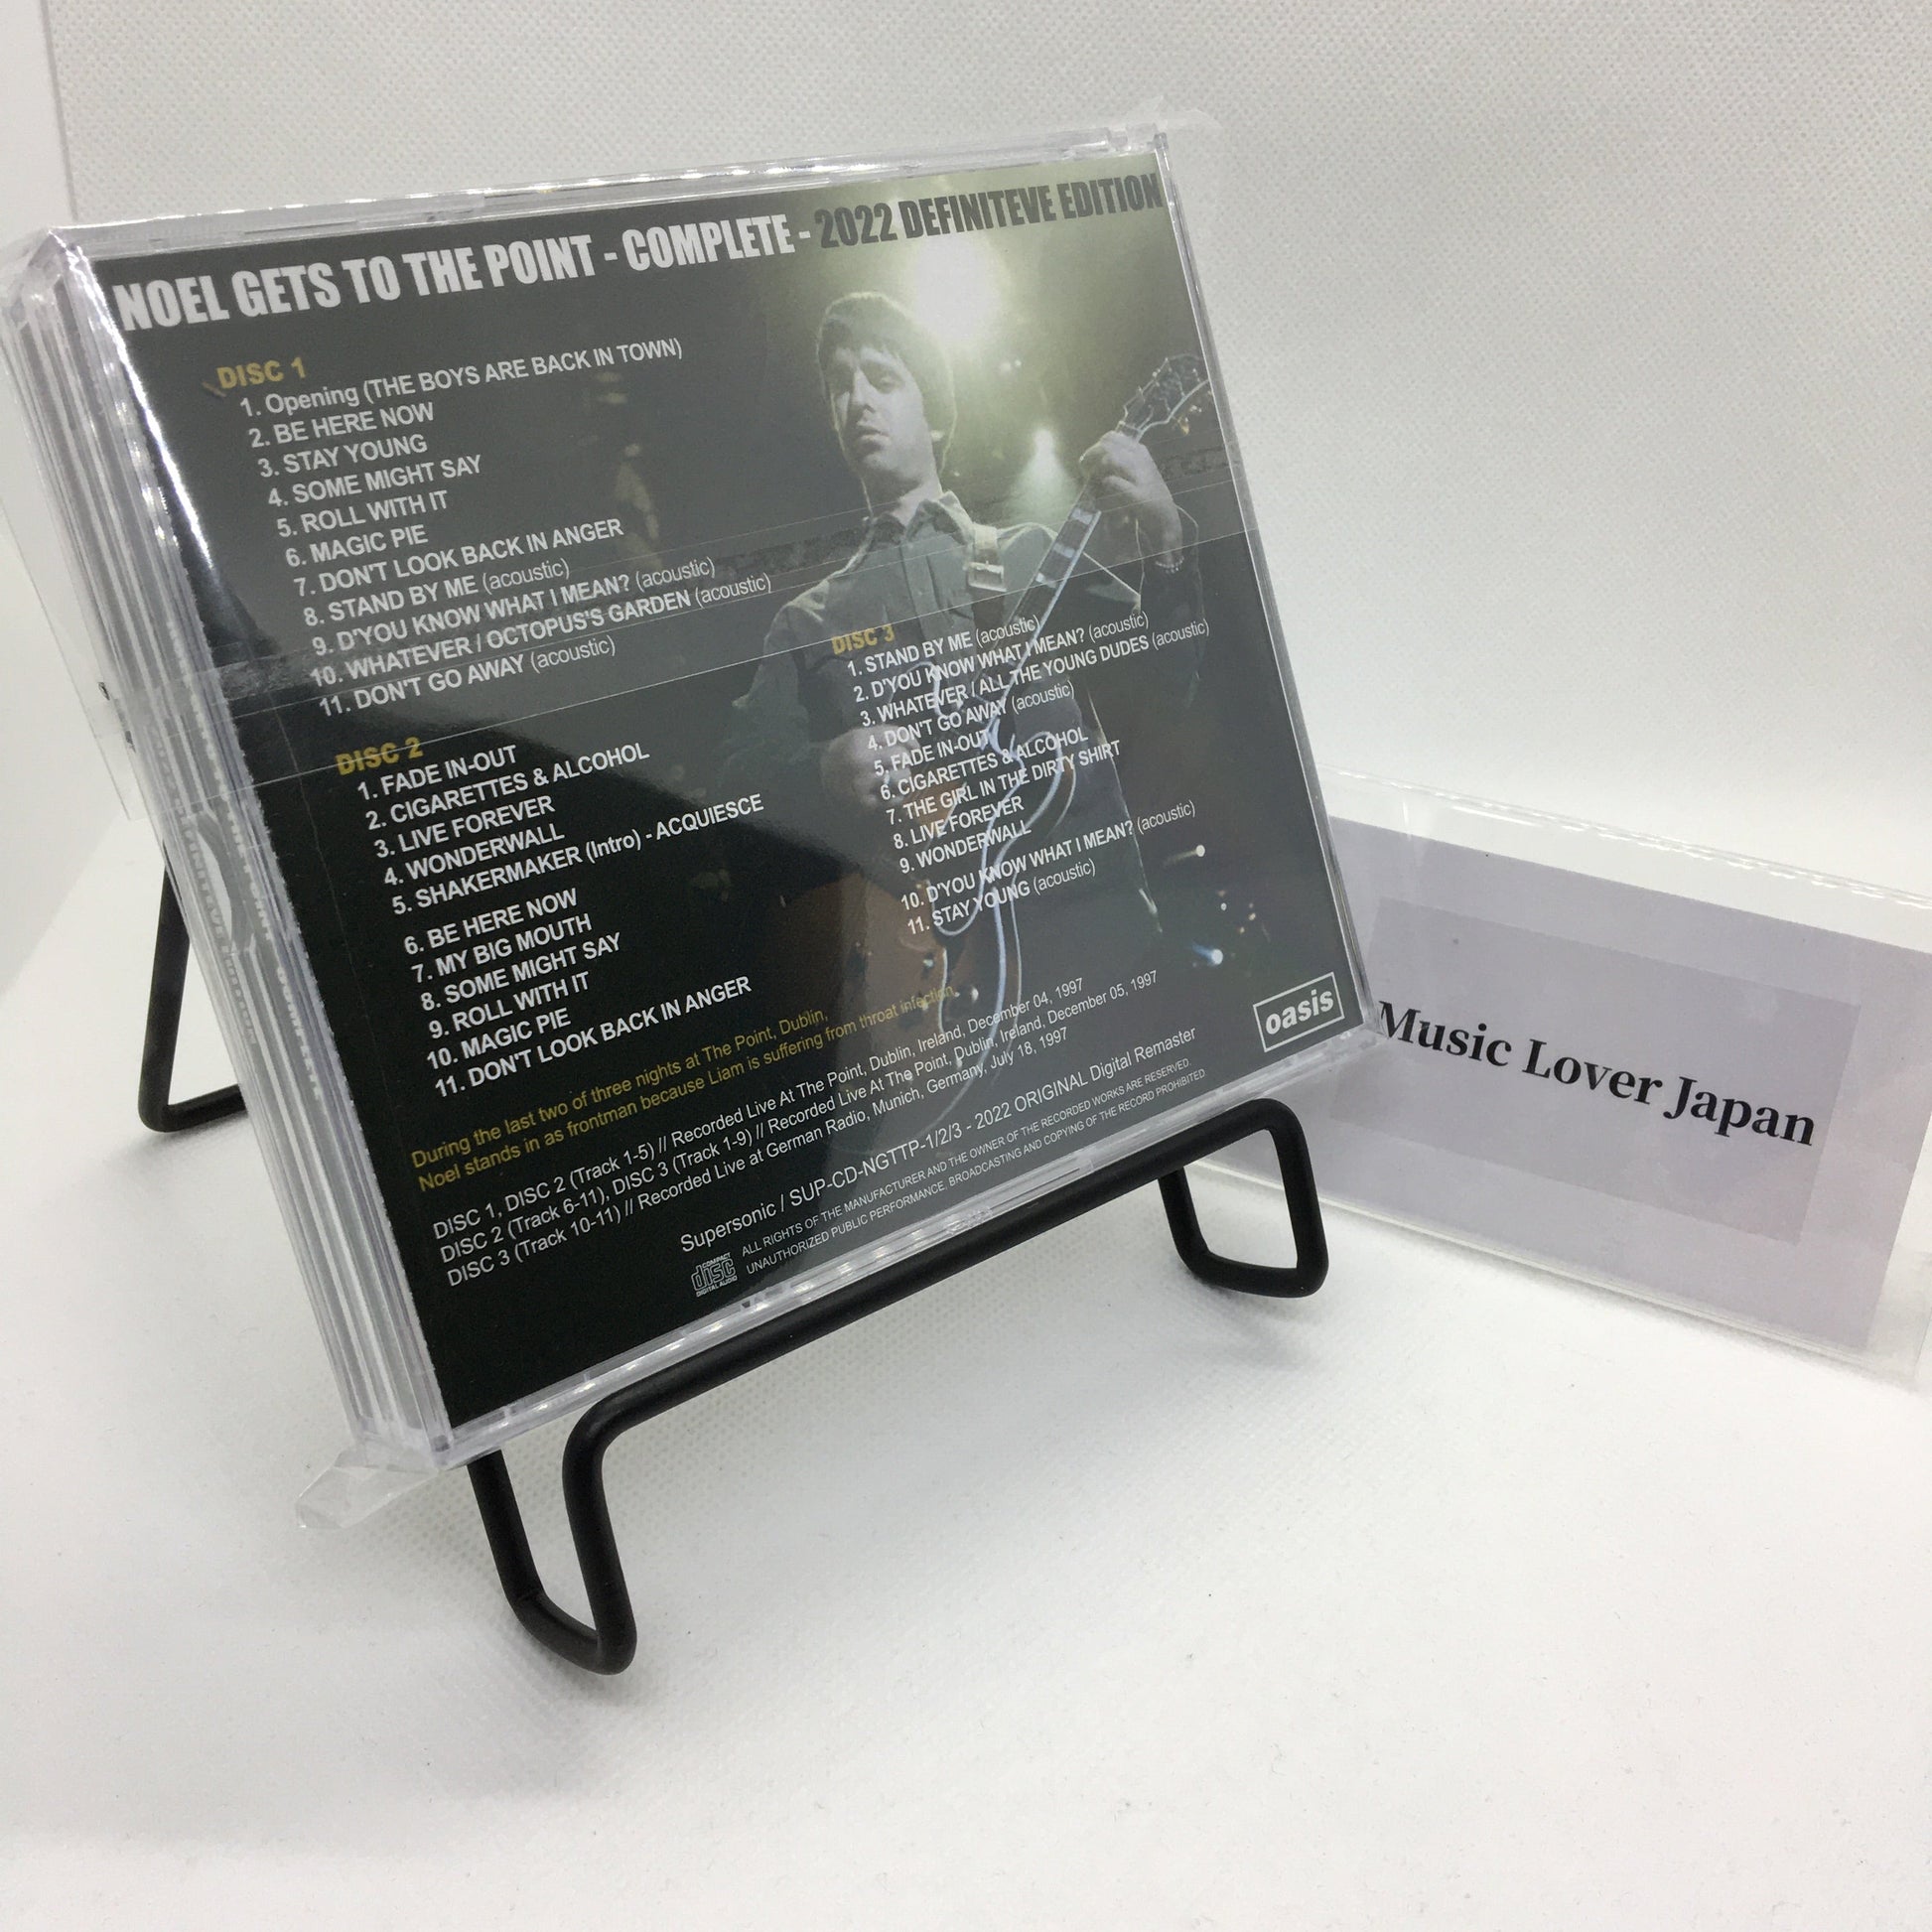 NOEL GETS TO THE POINT - COMPLETE - 2022 DEFINITEVE EDITION
DISC 1
1. Opening (THE BOYS ARE BACK IN TOWN)
2. BE HERE NOW
3. STAY YOUNG
4. SOME MIGHT SAY
5. ROLL WITH IT
6. MAGIC PIE
7. DON'T LOOK BACK IN ANGER
8. STAND BY ME (acoustic)
9. D'YOU KNOW WHAT I MEAN? (acoustic)
10. WHATEVER / OCTOPUS'S GARDEN (acoustic)
11. DON'T GO AWAY (acoustic)
DISC 2
1. FADE IN-OUT
2. CIGARETTES & ALCOHOL
3. LIVE FOREVER
4. WONDERWALL
5. SHAKERMAKER (Intro) - ACQUIESCE
6. BE HERE NOW
7. MY BIG MOUTH
8. SOME MIGHT SAY
9. ROLL WITH IT
10. MAGIC PIE
11. DON'T LOOK BACK IN ANGER
DISC 3
1. STAND BY ME (acoustic)
2. D'YOU KNOW WHAT I MEAN? (acoustic)
3. WHATEVER / ALL THE YOUNG DUDES (acoustic)
4. DON'T GO AWAY (acoustic)
5. FADE IN-OUT
6. CIGARETTES & ALCOHOL
7. THE GIRL IN THE DIRTY SHIRT
8. LIVE FOREVER
9. WONDERWALL
10. D'YOU KNOW WHAT I MEAN? (acoustic)
11. STAY YOUNG (acoustic)
During the last two of three nights at The Point, Dublin,
Noel stands in as frontman because Liam is suffering from throat infection.
DISC 1, DISC 2 (Track 1-5) // Recorded Live At The Point, Dublin, Ireland, December 04, 1997
DISC 2 (Track 6-11), DISC 3 (Track 1-9) // Recorded Live At The Point, Dublin, Ireland, December 05, 1997
DISC 3 (Track 10-11) // Recorded Live at German Radio, Munich, Germany, July 18, 1997
Supersonic / SUP-CD-NGTTP-1/2/3 - 2022 ORIGINAL Digital Remaster
ALL RIGHTS OF THE MANUFACTURER AND THE OWNER OF THE RECORDED WORKS ARE RESERVED
UNAUTHORIZED PUBLIC PERFORMANCE. BROADCASTING AND COPYING OF THE RECORD PROHIBITED
COMPACT
disc
DIGITAL AUDIO
oasis
Music Lover Japan